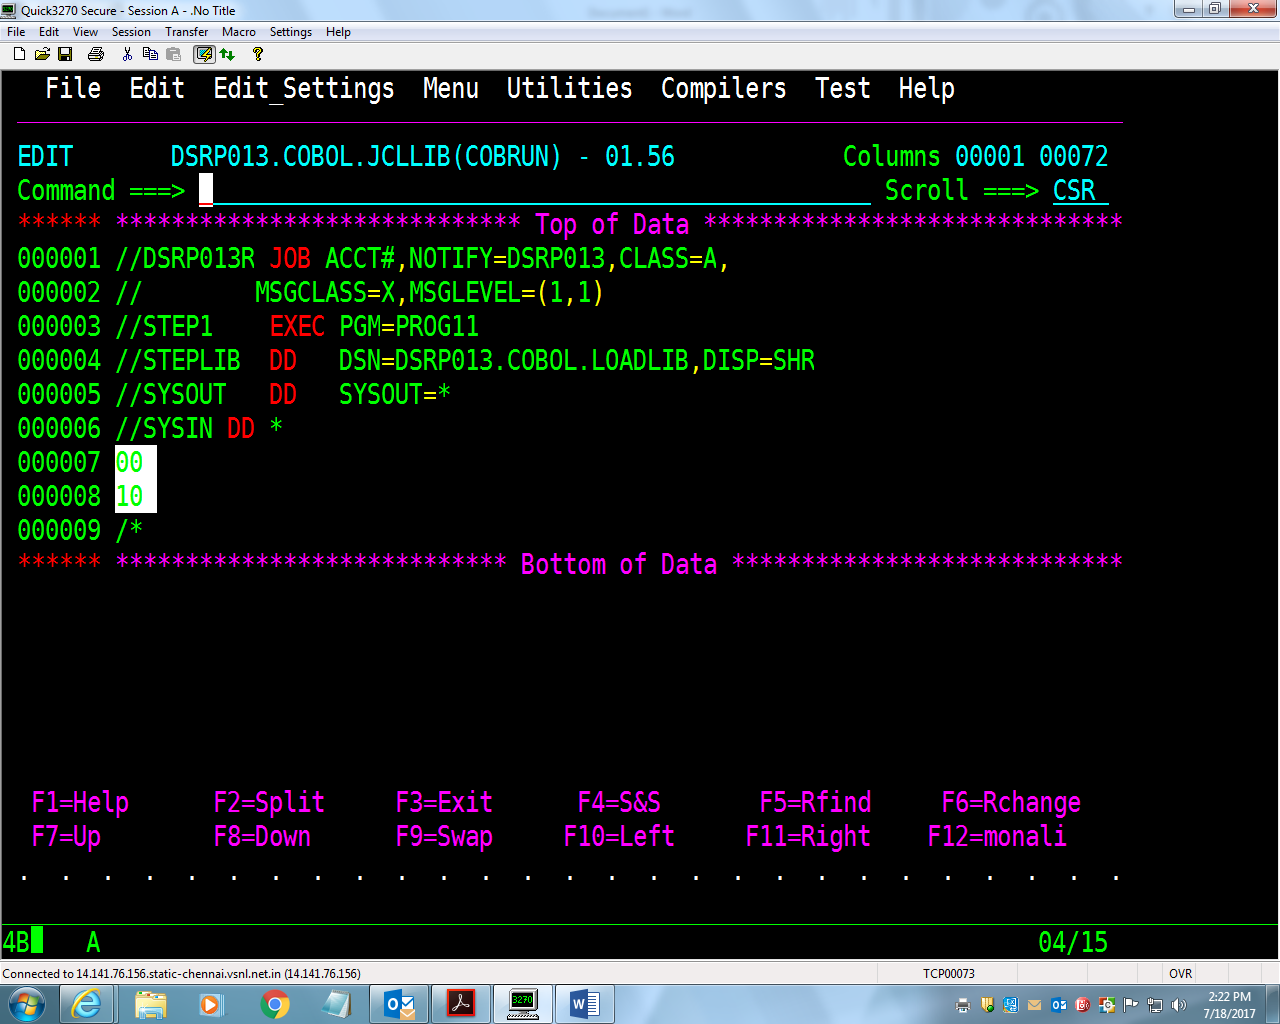 Quick3270 Secure - Session A - .No Title
File Edit View Session Transfer Macro Settings Help
File Edit Edit_Settings Menu Utilities Compilers Test Help
EDIT       DSRP013.COBOL.JCLLIB(COBRUN) - 01.56            Columns 00001 00072
Command ===>                                                  Scroll ===> CSR
****** ***************************** Top of Data ******************************
000001 //DSRP013R JOB ACCT#,NOTIFY=DSRP013,CLASS=A,
000002 //        MSGCLASS=X,MSGLEVEL=(1,1)
000003 //STEP1    EXEC PGM=PROG11
000004 //STEPLIB  DD   DSN=DSRP013.COBOL.LOADLIB,DISP=SHR
000005 //SYSOUT   DD   SYSOUT=*
000006 //SYSIN DD *
000007 00
000008 10
000009 /*
****** **************************** Bottom of Data ****************************
F1=Help      F2=Split     F3=Exit      F4=S&S       F5=Rfind     F6=Rchange
F7=Up        F8=Down      F9=Swap     F10=Left     F11=Right    F12=monali
. . . . . . . . . . . . . . . . . . . . . . . . . . .
4B    A                                                                  04/15
Connected to 14.141.76.156.static-chennai.vsnl.net.in (14.141.76.156) TCP00073 OVR
3270
2:22 PM
7/18/2017